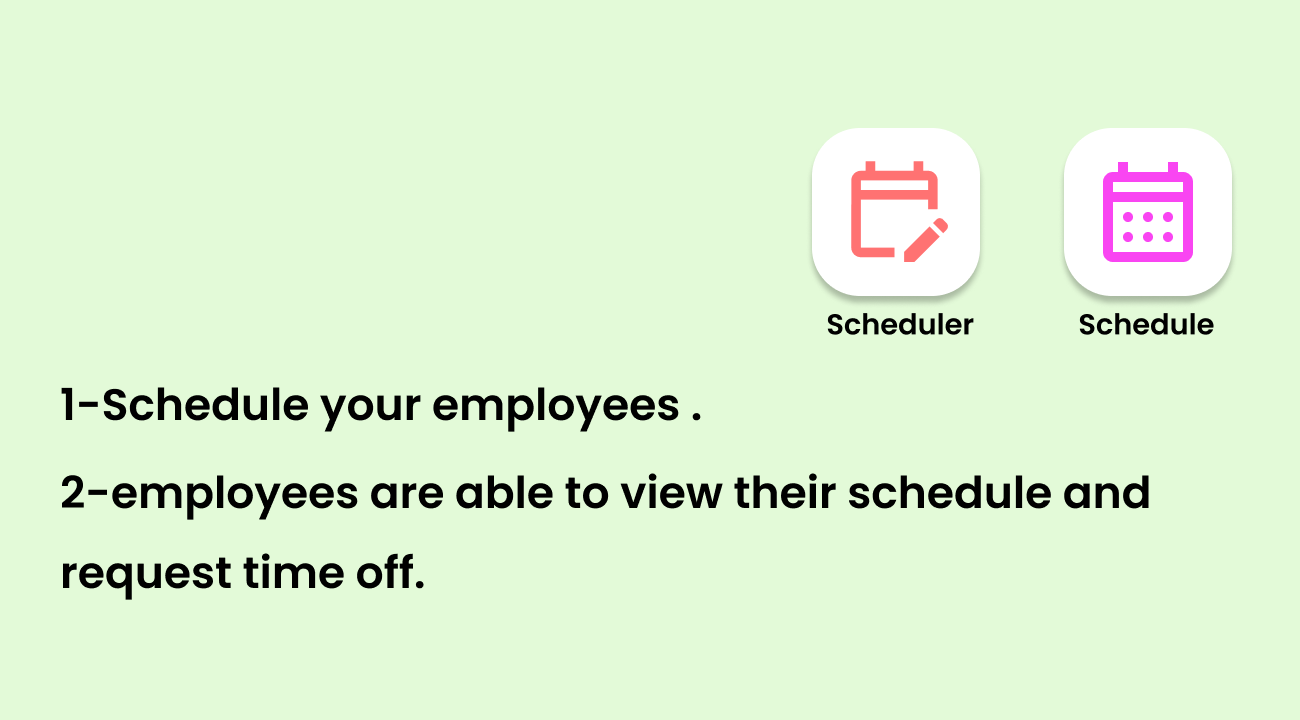 Scheduler
Schedule
1-Schedule your employees .
2-employees are able to view their schedule and
request time off.